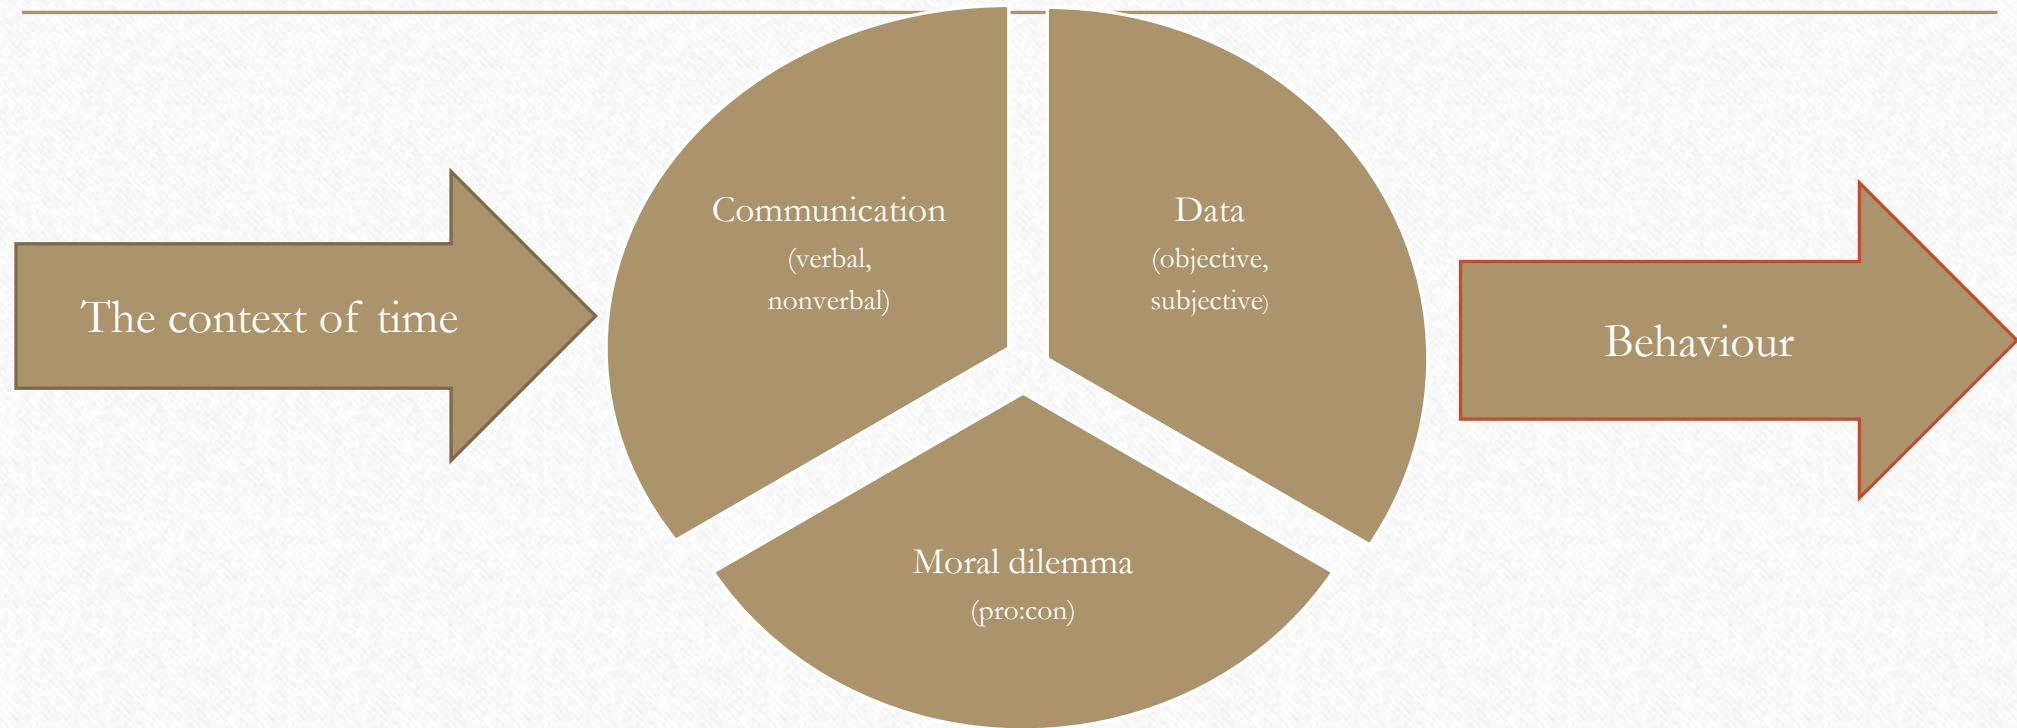 The context of time
Communication
(verbal,
nonverbal)
Data
(objective,
subjective)
Moral dilemma
(pro:con)
Behaviour